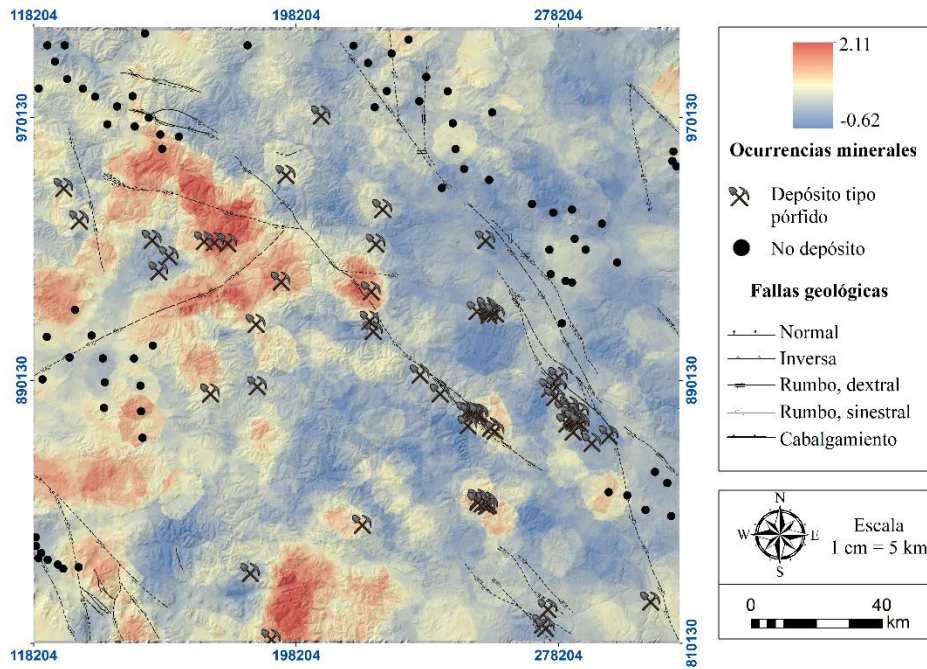 118204 198204 278204
970130
970130
890130
890130
810130
118204 198204 278204
2.11
-0.62
Ocurrencias minerales
Depósito tipo
pórfido
No depósito
Fallas geológicas
Normal
Inversa
Rumbo, dextral
Rumbo, sinestral
Cabalgamiento
N
W E
S
Escala
1 cm = 5 km
0 40
km